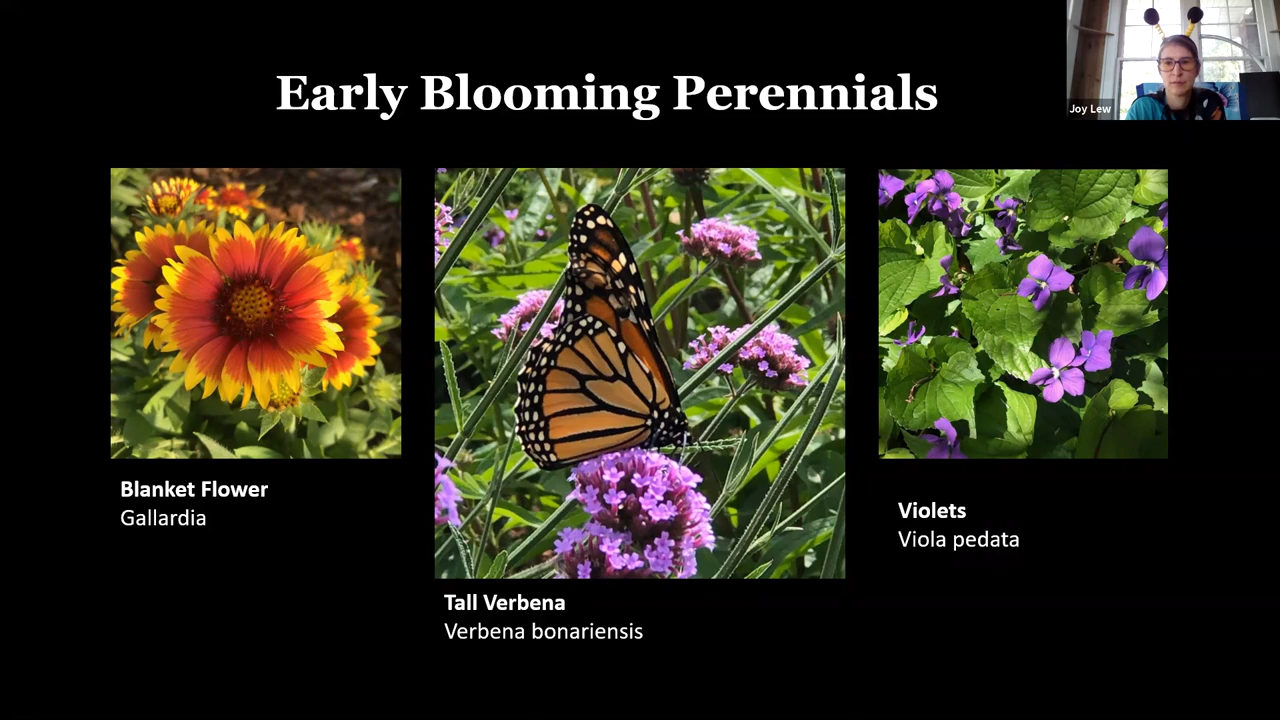 Early Blooming Perennials
Joy Lew
Blanket Flower
Gallardia
Tall Verbena
Verbena bonariensis
Violets
Viola pedata